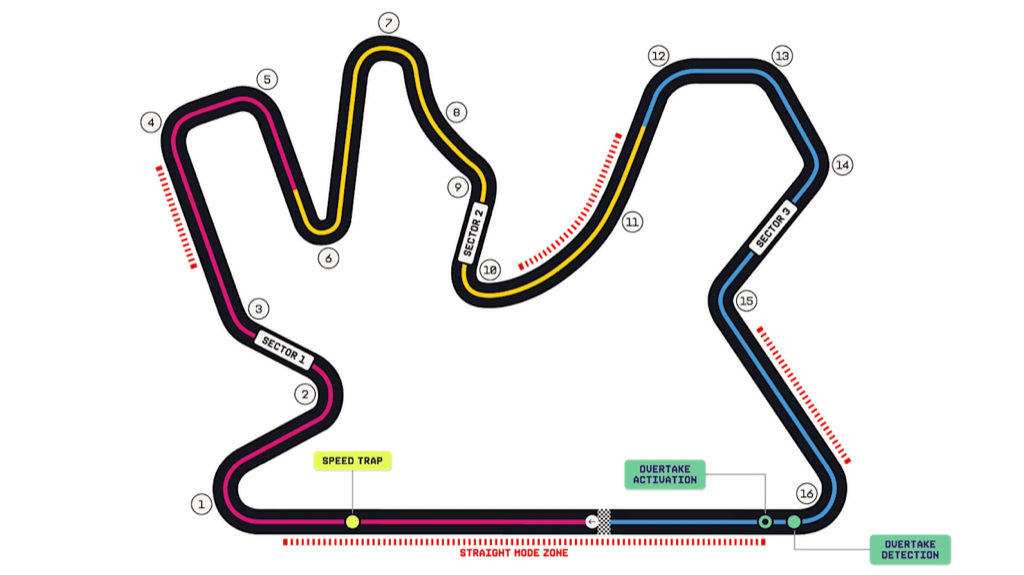 7
12
13
5
4
8
14
9
SECTOR 2
SECTOR 3
11
6
10
15
3
SECTOR 1
2
SPEED TRAP
OVERTAKE
ACTIVATION
16
1
STRAIGHT MODE ZONE
OVERTAKE
DETECTION